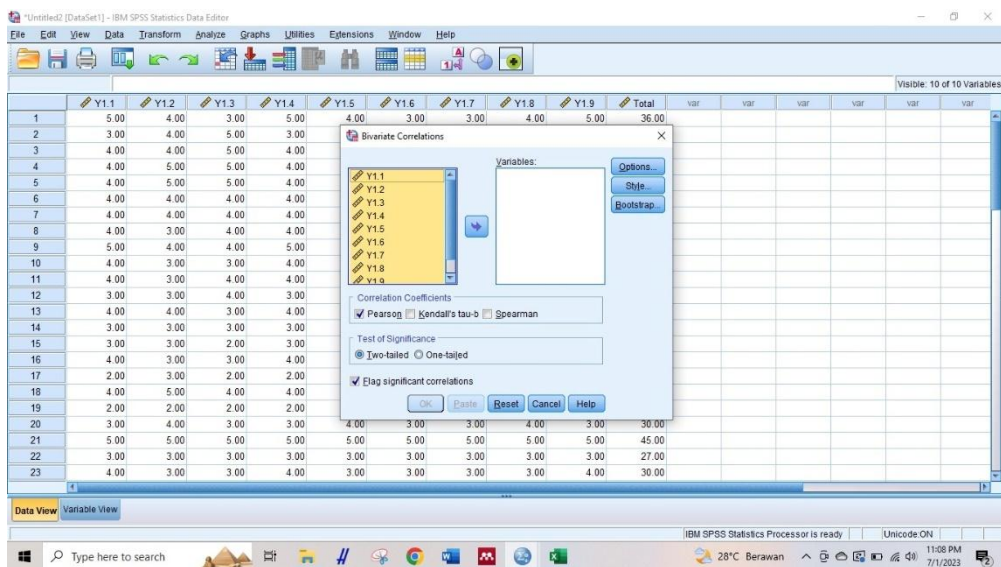 *Untitled2 [DataSet1] - IBM SPSS Statistics Data Editor
File Edit View Data Transform Analyze Graphs Utilities Extensions Window Help
Visible: 10 of 10 Variables
Y1.1 Y1.2 Y1.3 Y1.4 Y1.5 Y1.6 Y1.7 Y1.8 Y1.9 Total var var var var var var
1 5.00 4.00 3.00 5.00 4.00 3.00 3.00 4.00 5.00 36.00
2 3.00 4.00 5.00 3.00
3 4.00 4.00 5.00 4.00
4 4.00 5.00 5.00 4.00
5 4.00 5.00 5.00 4.00
6 4.00 4.00 4.00 4.00
7 4.00 4.00 4.00 4.00
8 4.00 3.00 4.00 4.00
9 5.00 4.00 4.00 5.00
10 4.00 3.00 3.00 4.00
11 4.00 3.00 4.00 4.00
12 3.00 3.00 4.00 3.00
13 4.00 4.00 3.00 4.00
14 3.00 3.00 3.00 3.00
15 3.00 3.00 2.00 3.00
16 4.00 3.00 3.00 4.00
17 2.00 3.00 2.00 2.00
18 4.00 5.00 4.00 4.00
19 2.00 2.00 2.00 2.00
20 3.00 4.00 3.00 3.00 4.00 3.00 3.00 4.00 3.00 30.00
21 5.00 5.00 5.00 5.00 5.00 5.00 5.00 5.00 5.00 45.00
22 3.00 3.00 3.00 3.00 3.00 3.00 3.00 3.00 3.00 27.00
23 4.00 3.00 3.00 4.00 3.00 3.00 3.00 3.00 4.00 30.00
Bivariate Correlations
Variables:
Y1.1
Y1.2
Y1.3
Y1.4
Y1.5
Y1.6
Y1.7
Y1.8
Y1.9
Options...
Style...
Bootstrap...
Correlation Coefficients
Pearson Kendall's tau-b Spearman
Test of Significance
Two-tailed One-tailed
Flag significant correlations
OK Paste Reset Cancel Help
Data View Variable View
IBM SPSS Statistics Processor is ready Unicode:ON
Type here to search
28°C Berawan
11:08 PM
7/1/2023